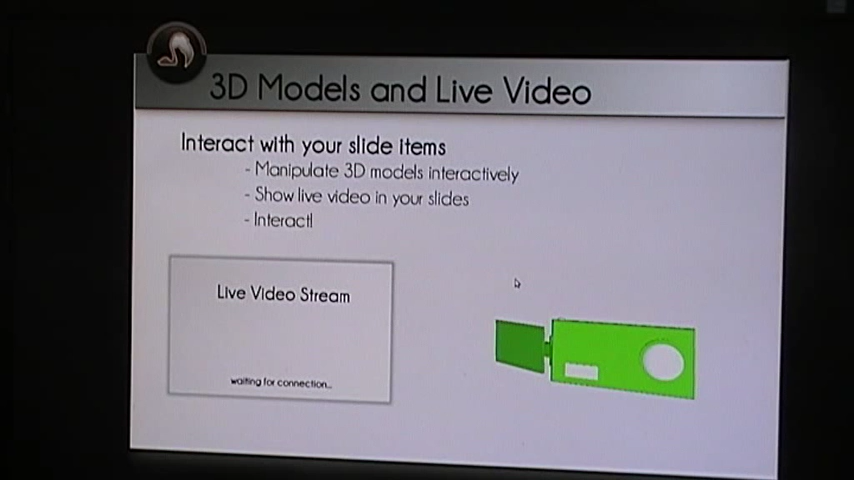 3D Models and Live Video
Interact with your slide items
- Manipulate 3D models interactively
- Show live video in your slides
- Interact!
Live Video Stream
waiting for connection...